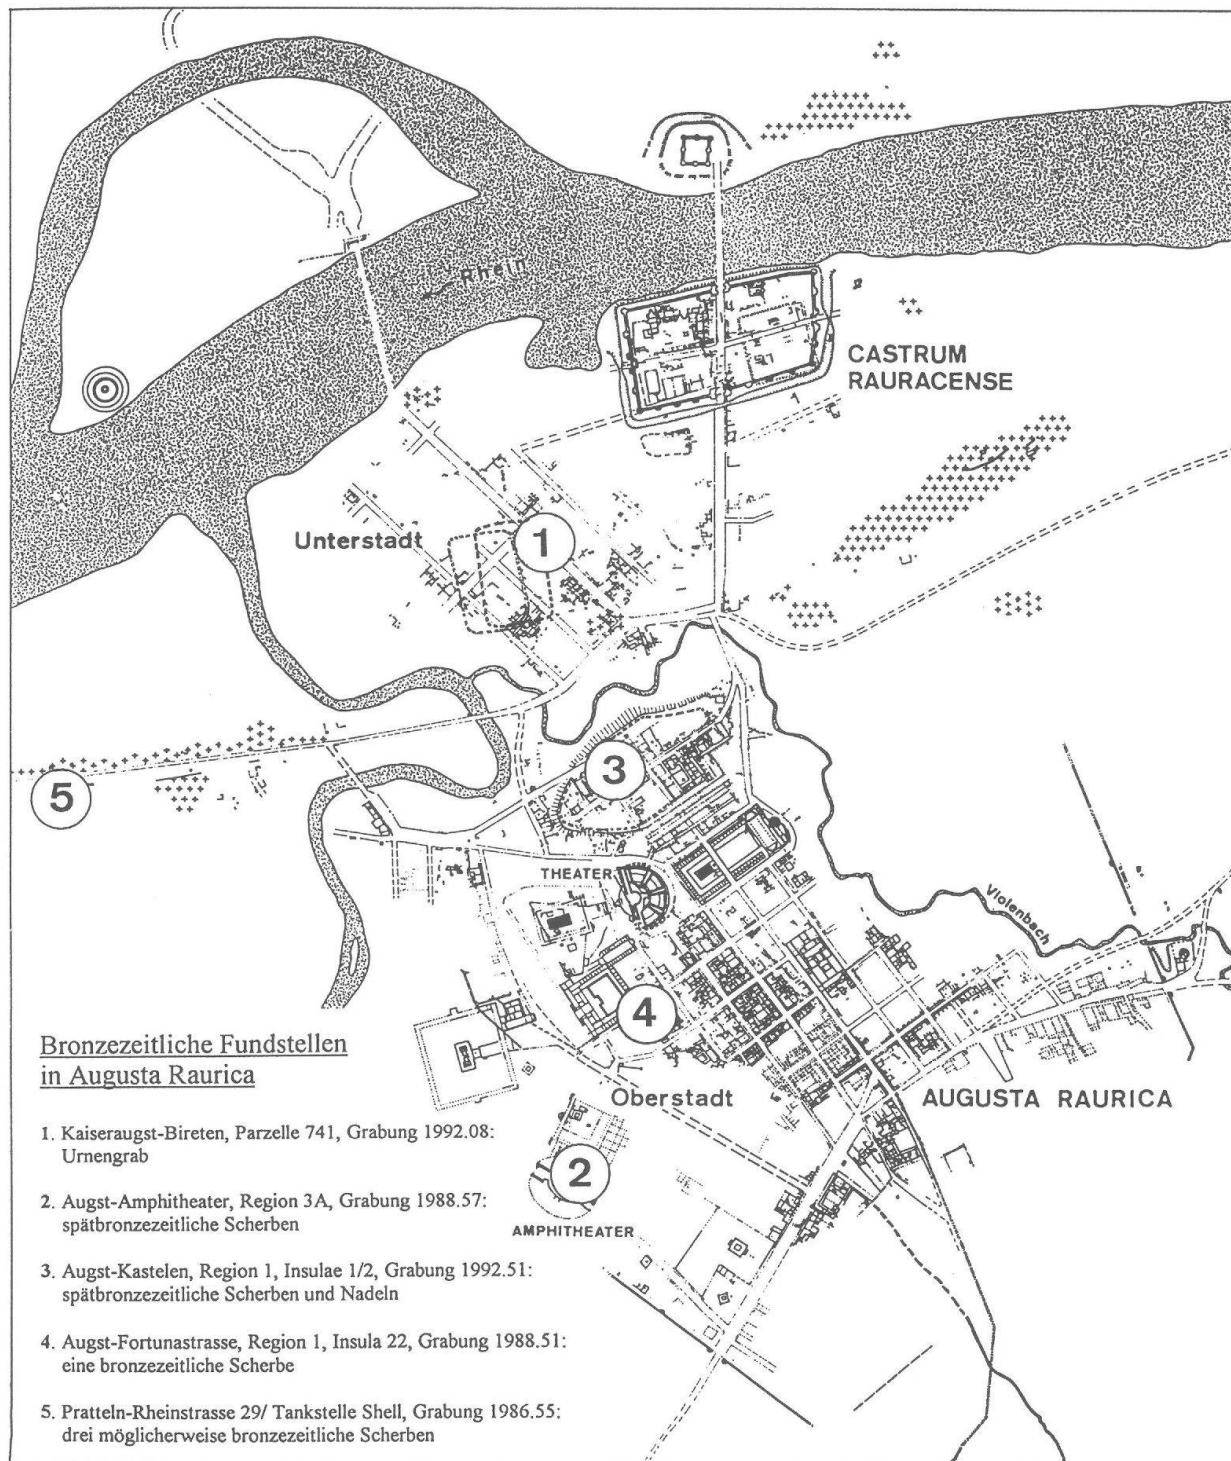 Rhein
CASTRUM
RAURACENSE
Unterstadt
1
3
5
THEATER
Violenbach
4
Oberstadt
AUGUSTA RAURICA
2
AMPHITHEATER
Bronzezeitliche Fundstellen
in Augusta Raurica
1. Kaiseraugst-Bireten, Parzelle 741, Grabung 1992.08:
Urnengrab
2. Augst-Amphitheater, Region 3A, Grabung 1988.57:
spätbronzezeitliche Scherben
3. Augst-Kastelen, Region 1, Insulae 1/2, Grabung 1992.51:
spätbronzezeitliche Scherben und Nadeln
4. Augst-Fortunastrasse, Region 1, Insula 22, Grabung 1988.51:
eine bronzezeitliche Scherbe
5. Pratteln-Rheinstrasse 29/ Tankstelle Shell, Grabung 1986.55:
drei möglicherweise bronzezeitliche Scherben